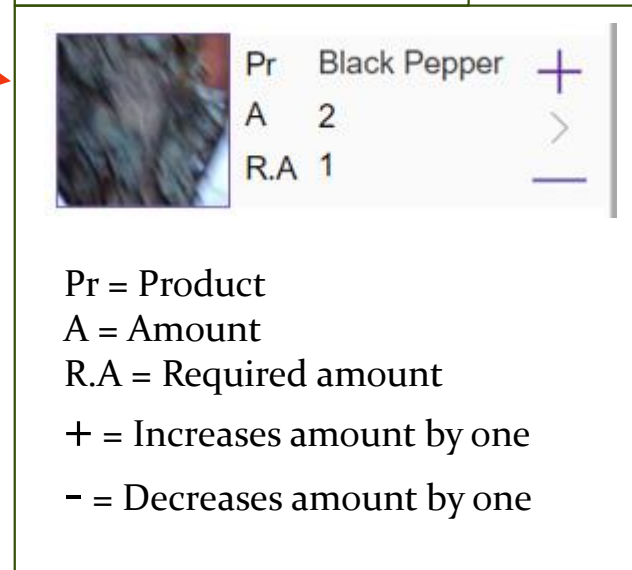 Pr Black Pepper +
A 2 >
R.A 1 —
Pr = Product
A = Amount
R.A = Required amount
+ = Increases amount by one
- = Decreases amount by one